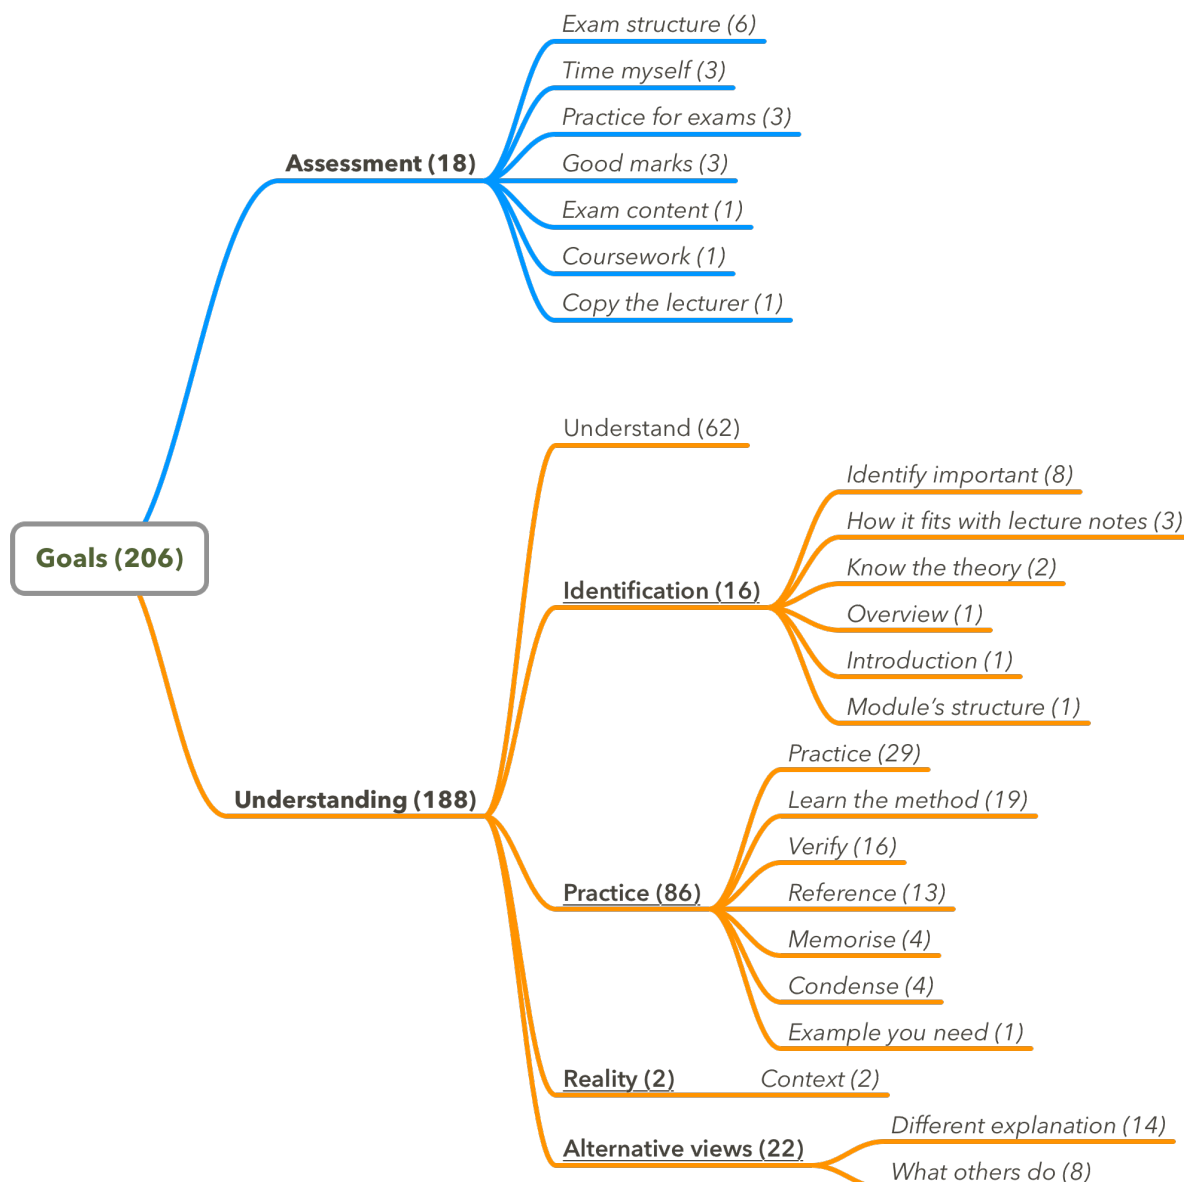 Exam structure (6)
Time myself (3)
Practice for exams (3)
Assessment (18)
Good marks (3)
Exam content (1)
Coursework (1)
Copy the lecturer (1)
Understand (62)
Identify important (8)
How it fits with lecture notes (3)
Goals (206)
Know the theory (2)
Identification (16)
Overview (1)
Introduction (1)
Module’s structure (1)
Practice (29)
Understanding (188)
Learn the method (19)
Verify (16)
Practice (86)
Reference (13)
Memorise (4)
Condense (4)
Example you need (1)
Reality (2)
Context (2)
Different explanation (14)
Alternative views (22)
What others do (8)